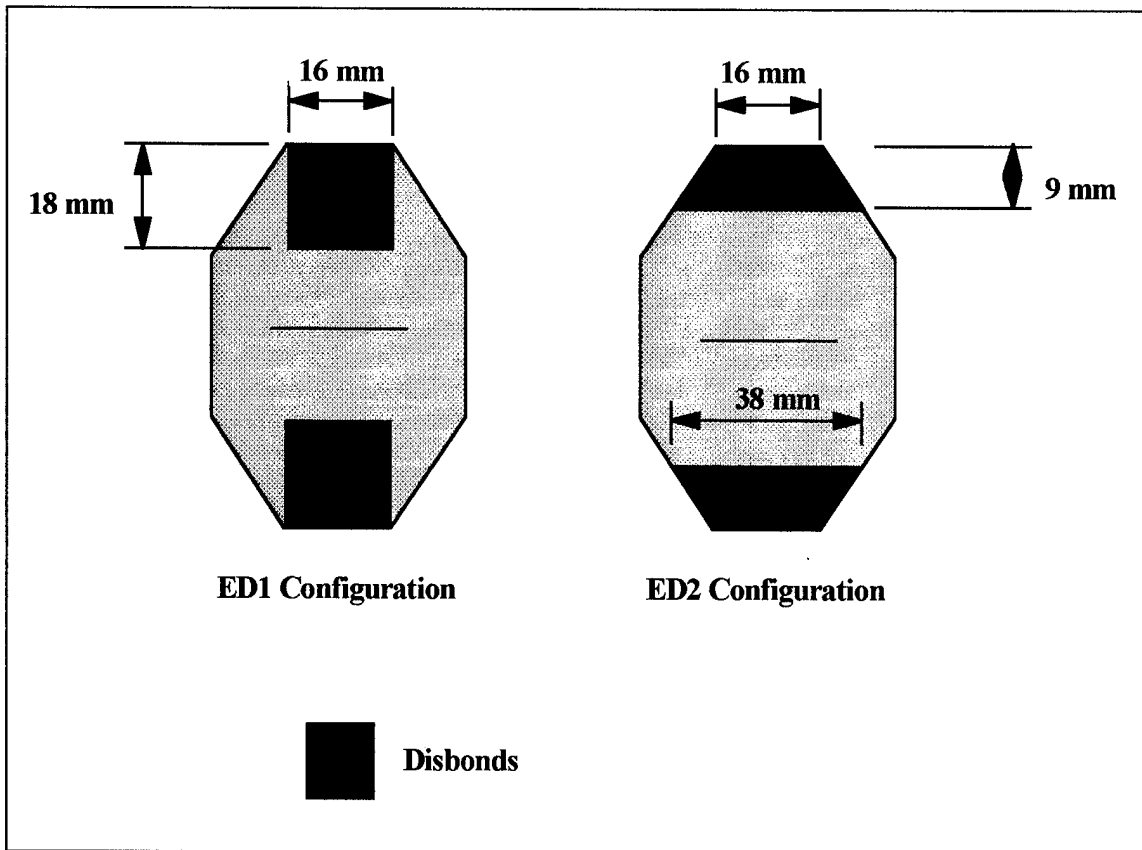 16 mm
16 mm
18 mm
9 mm
38 mm
ED1 Configuration
ED2 Configuration
Disbonds